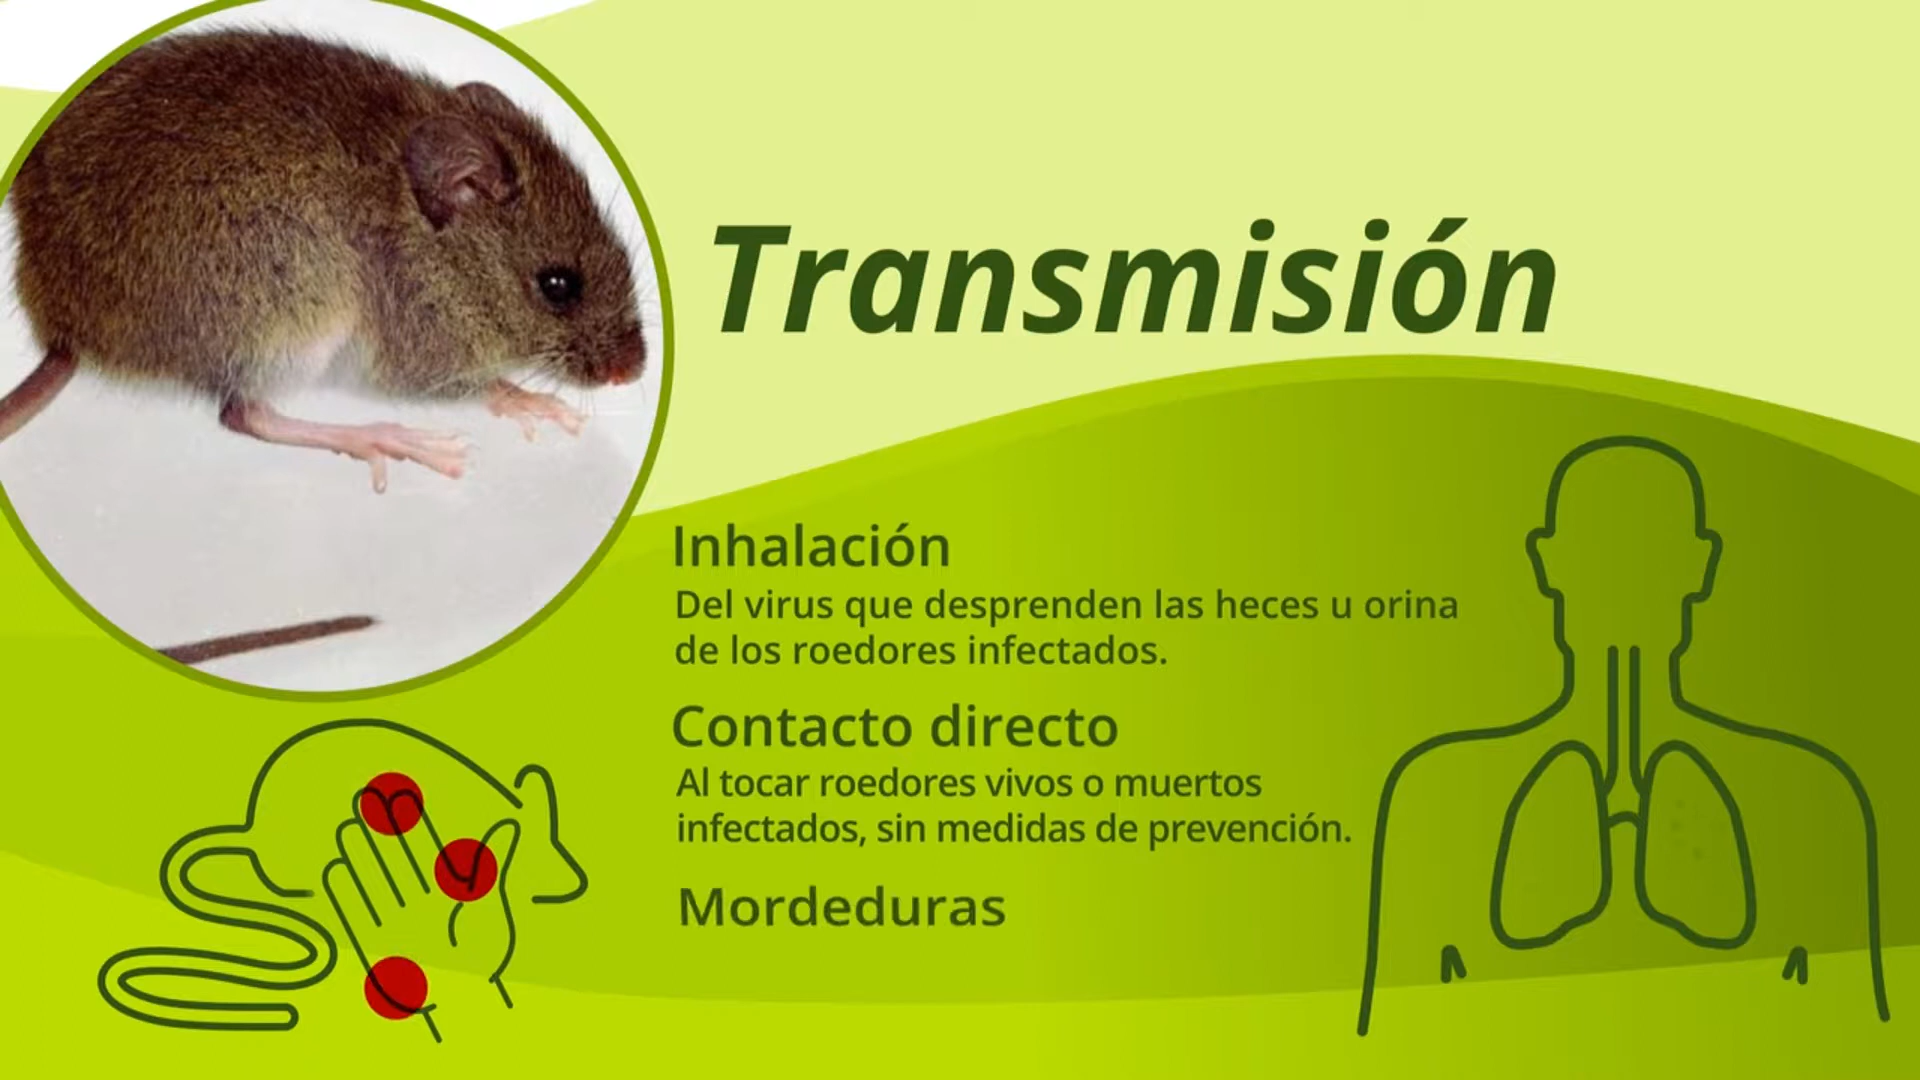 Transmisión
Inhalación
Del virus que desprenden las heces u orina
de los roedores infectados.
Contacto directo
Al tocar roedores vivos o muertos
infectados, sin medidas de prevención.
Mordeduras